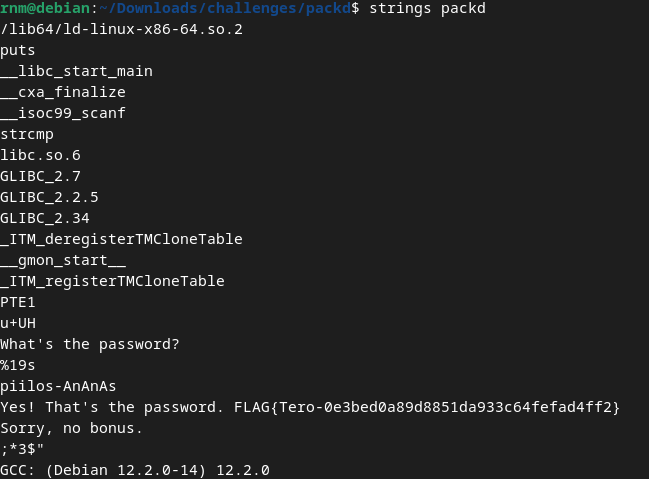 rnm@debian:~/Downloads/challenges/packd$ strings packd
/lib64/ld-linux-x86-64.so.2
puts
__libc_start_main
__cxa_finalize
__isoc99_scanf
strcmp
libc.so.6
GLIBC_2.7
GLIBC_2.2.5
GLIBC_2.34
_ITM_deregisterTMCloneTable
__gmon_start__
_ITM_registerTMCloneTable
PTE1
u+UH
What's the password?
%19s
piilos-AnAnAs
Yes! That's the password. FLAG{Tero-0e3bed0a89d8851da933c64fefad4ff2}
Sorry, no bonus.
;*3$"
GCC: (Debian 12.2.0-14) 12.2.0